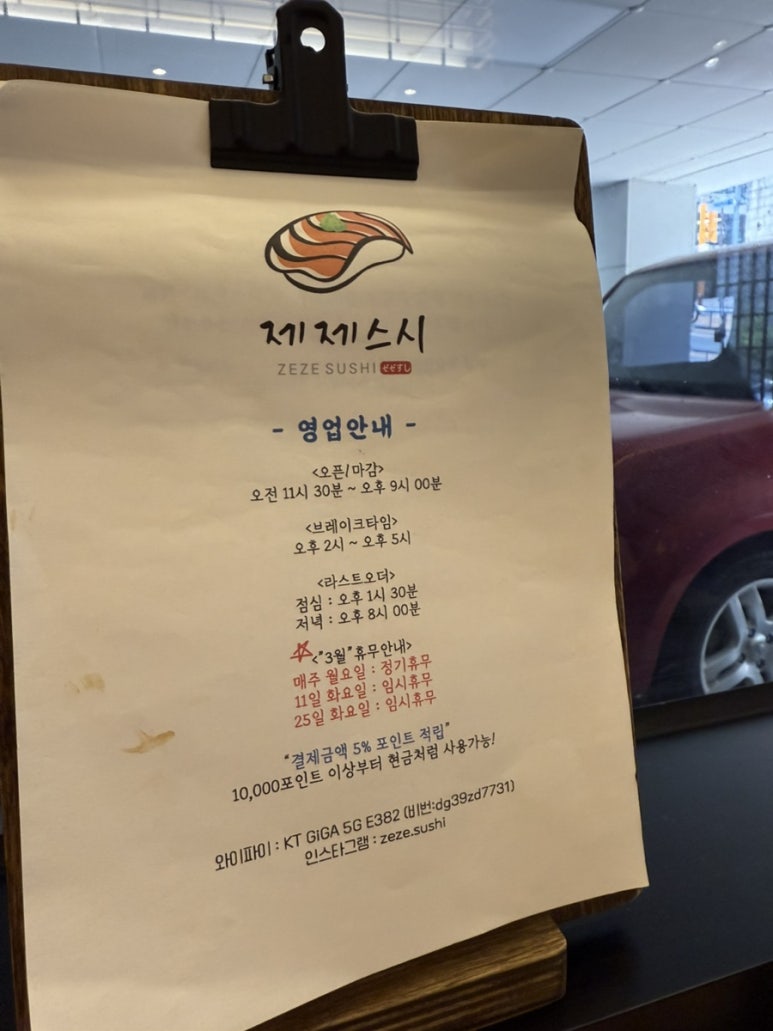 제제스시
ZEZE SUSHI ぜぜすし
- 영업안내 -
<오픈/마감>
오전 11시 30분 ~ 오후 9시 00분
<브레이크타임>
오후 2시 ~ 오후 5시
<라스트오더>
점심 : 오후 1시 30분
저녁 : 오후 8시 00분
<"3월" 휴무안내>
매주 월요일 : 정기휴무
11일 화요일 : 임시휴무
25일 화요일 : 임시휴무
"결제금액 5% 포인트 적립"
10,000포인트 이상부터 현금처럼 사용가능!
와이파이 : KT GiGA 5G E382 (비번:dg39zd7731)
인스타그램 : zeze.sushi